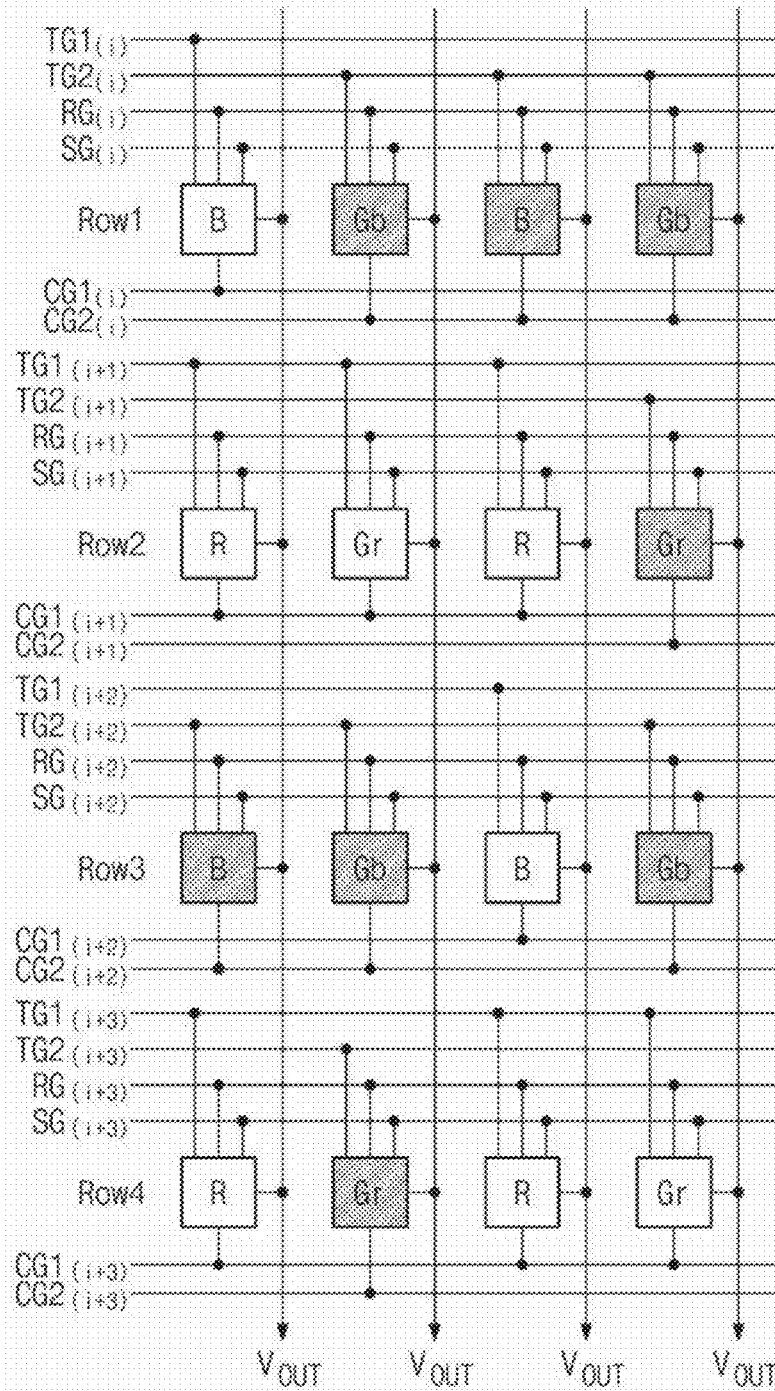 TG1(i)
TG2(i)
RG(i)
SG(i)
Row1 B Gb B Gb
CG1(i)
CG2(i)
TG1(i+1)
TG2(i+1)
RG(i+1)
SG(i+1)
Row2 R Gr R Gr
CG1(i+1)
CG2(i+1)
TG1(i+2)
TG2(i+2)
RG(i+2)
SG(i+2)
Row3 B Gb B Gb
CG1(i+2)
CG2(i+2)
TG1(i+3)
TG2(i+3)
RG(i+3)
SG(i+3)
Row4 R Gr R Gr
CG1(i+3)
CG2(i+3)
VOUT VOUT VOUT VOUT